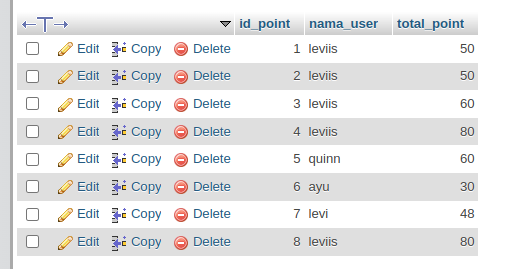 id_point nama_user total_point
Edit Copy Delete 1 leviis 50
Edit Copy Delete 2 leviis 50
Edit Copy Delete 3 leviis 60
Edit Copy Delete 4 leviis 80
Edit Copy Delete 5 quinn 60
Edit Copy Delete 6 ayu 30
Edit Copy Delete 7 levi 48
Edit Copy Delete 8 leviis 80